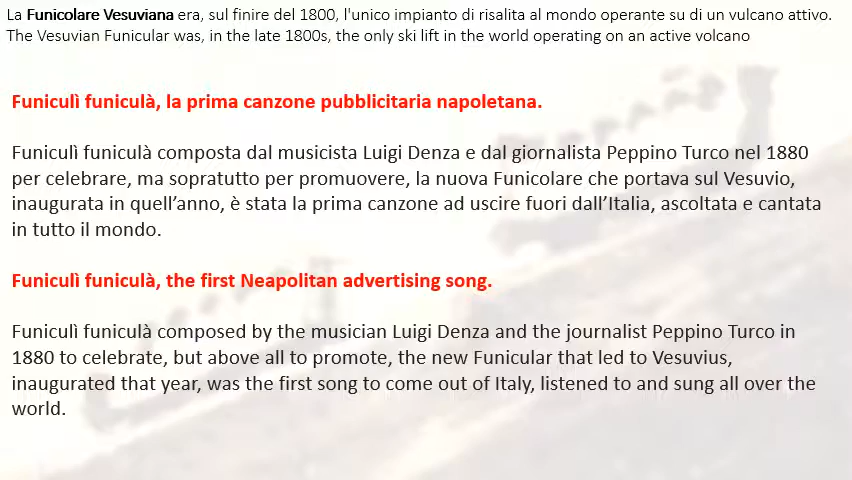 La Funicolare Vesuviana era, sul finire del 1800, l'unico impianto di risalita al mondo operante su di un vulcano attivo.
The Vesuvian Funicular was, in the late 1800s, the only ski lift in the world operating on an active volcano
Funiculì funiculà, la prima canzone pubblicitaria napoletana.
Funiculì funiculà composta dal musicista Luigi Denza e dal giornalista Peppino Turco nel 1880
per celebrare, ma sopratutto per promuovere, la nuova Funicolare che portava sul Vesuvio,
inaugurata in quell’anno, è stata la prima canzone ad uscire fuori dall’Italia, ascoltata e cantata
in tutto il mondo.
Funiculì funiculà, the first Neapolitan advertising song.
Funiculì funiculà composed by the musician Luigi Denza and the journalist Peppino Turco in
1880 to celebrate, but above all to promote, the new Funicular that led to Vesuvius,
inaugurated that year, was the first song to come out of Italy, listened to and sung all over the
world.